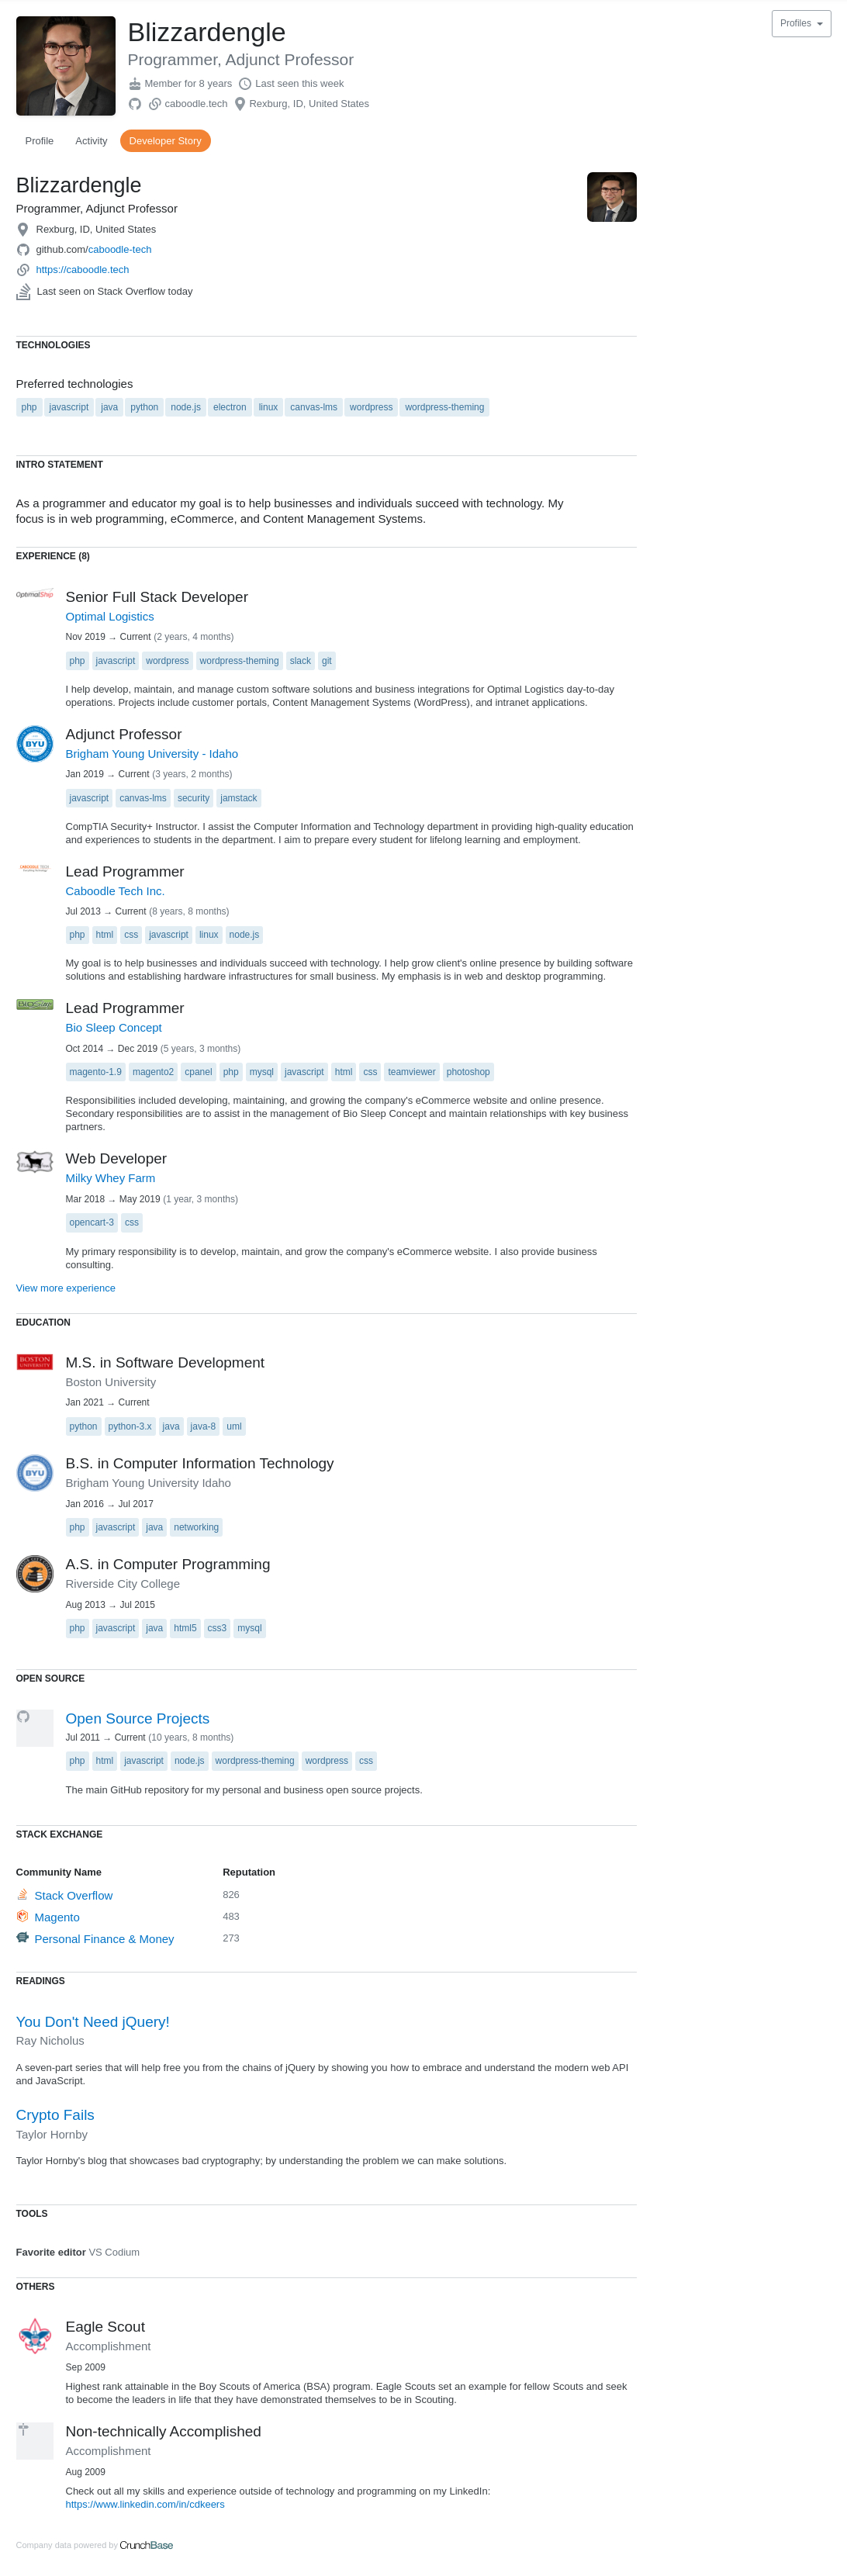 Blizzardengle
Profiles
Programmer, Adjunct Professor
Member for 8 years Last seen this week
caboodle.tech Rexburg, ID, United States
Profile Activity Developer Story
Blizzardengle
Programmer, Adjunct Professor
Rexburg, ID, United States
github.com/caboodle-tech
https://caboodle.tech
Last seen on Stack Overflow today
TECHNOLOGIES
Preferred technologies
php javascript java python node.js electron linux canvas-lms wordpress wordpress-theming
INTRO STATEMENT
As a programmer and educator my goal is to help businesses and individuals succeed with technology. My
focus is in web programming, eCommerce, and Content Management Systems.
EXPERIENCE (8)
OptimalShip
Senior Full Stack Developer
Optimal Logistics
Nov 2019 → Current (2 years, 4 months)
php javascript wordpress wordpress-theming slack git
I help develop, maintain, and manage custom software solutions and business integrations for Optimal Logistics day-to-day
operations. Projects include customer portals, Content Management Systems (WordPress), and intranet applications.
BYU
Adjunct Professor
Brigham Young University - Idaho
Jan 2019 → Current (3 years, 2 months)
javascript canvas-lms security jamstack
CompTIA Security+ Instructor. I assist the Computer Information and Technology department in providing high-quality education
and experiences to students in the department. I aim to prepare every student for lifelong learning and employment.
Lead Programmer
Caboodle Tech Inc.
Jul 2013 → Current (8 years, 8 months)
php html css javascript linux node.js
My goal is to help businesses and individuals succeed with technology. I help grow client's online presence by building software
solutions and establishing hardware infrastructures for small business. My emphasis is in web and desktop programming.
Lead Programmer
Bio Sleep Concept
Oct 2014 → Dec 2019 (5 years, 3 months)
magento-1.9 magento2 cpanel php mysql javascript html css teamviewer photoshop
Responsibilities included developing, maintaining, and growing the company's eCommerce website and online presence.
Secondary responsibilities are to assist in the management of Bio Sleep Concept and maintain relationships with key business
partners.
Web Developer
Milky Whey Farm
Mar 2018 → May 2019 (1 year, 3 months)
opencart-3 css
My primary responsibility is to develop, maintain, and grow the company's eCommerce website. I also provide business
consulting.
View more experience
EDUCATION
BOSTON
UNIVERSITY
M.S. in Software Development
Boston University
Jan 2021 → Current
python python-3.x java java-8 uml
BYU
B.S. in Computer Information Technology
Brigham Young University Idaho
Jan 2016 → Jul 2017
php javascript java networking
A.S. in Computer Programming
Riverside City College
Aug 2013 → Jul 2015
php javascript java html5 css3 mysql
OPEN SOURCE
Open Source Projects
Jul 2011 → Current (10 years, 8 months)
php html javascript node.js wordpress-theming wordpress css
The main GitHub repository for my personal and business open source projects.
STACK EXCHANGE
Community Name Reputation
Stack Overflow 826
Magento 483
Personal Finance & Money 273
READINGS
You Don't Need jQuery!
Ray Nicholus
A seven-part series that will help free you from the chains of jQuery by showing you how to embrace and understand the modern web API
and JavaScript.
Crypto Fails
Taylor Hornby
Taylor Hornby's blog that showcases bad cryptography; by understanding the problem we can make solutions.
TOOLS
Favorite editor VS Codium
OTHERS
Eagle Scout
Accomplishment
Sep 2009
Highest rank attainable in the Boy Scouts of America (BSA) program. Eagle Scouts set an example for fellow Scouts and seek
to become the leaders in life that they have demonstrated themselves to be in Scouting.
Non-technically Accomplished
Accomplishment
Aug 2009
Check out all my skills and experience outside of technology and programming on my LinkedIn:
https://www.linkedin.com/in/cdkeers
Company data powered by CrunchBase